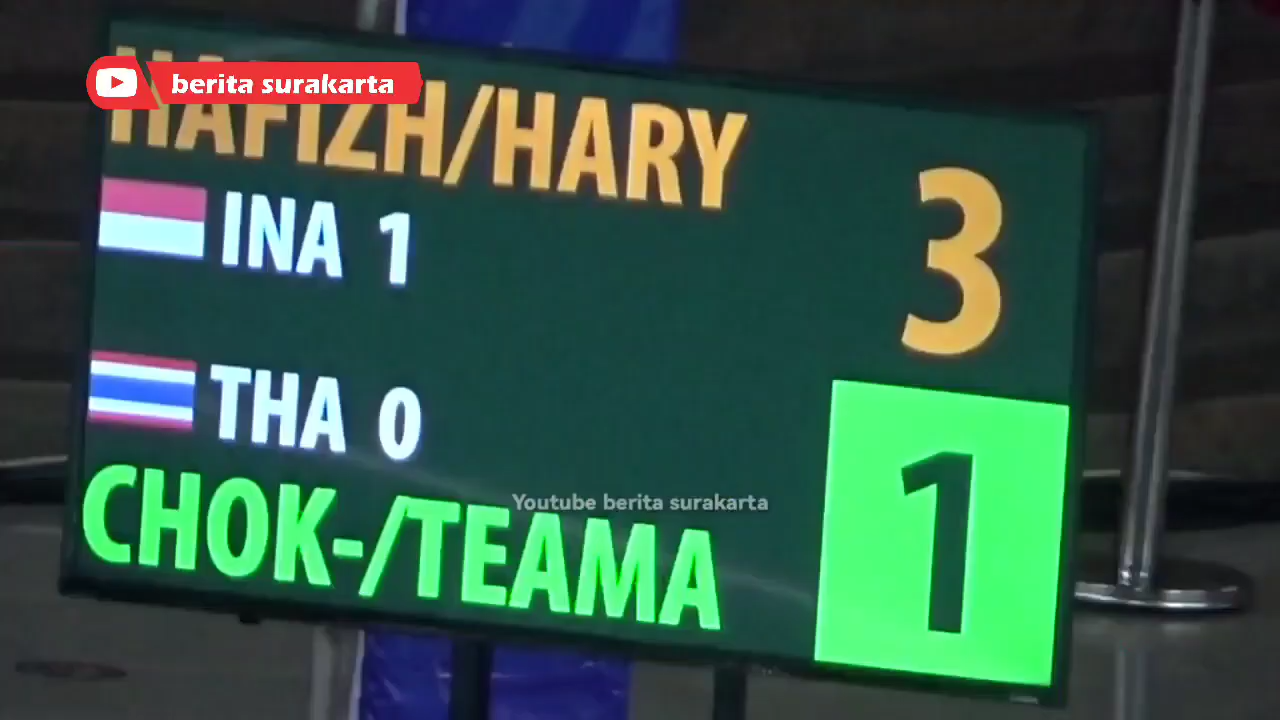 berita surakarta
HAFIZH/HARY
3
INA 1
THA 0
Youtube berita surakarta
CHOK-/TEAMA
1